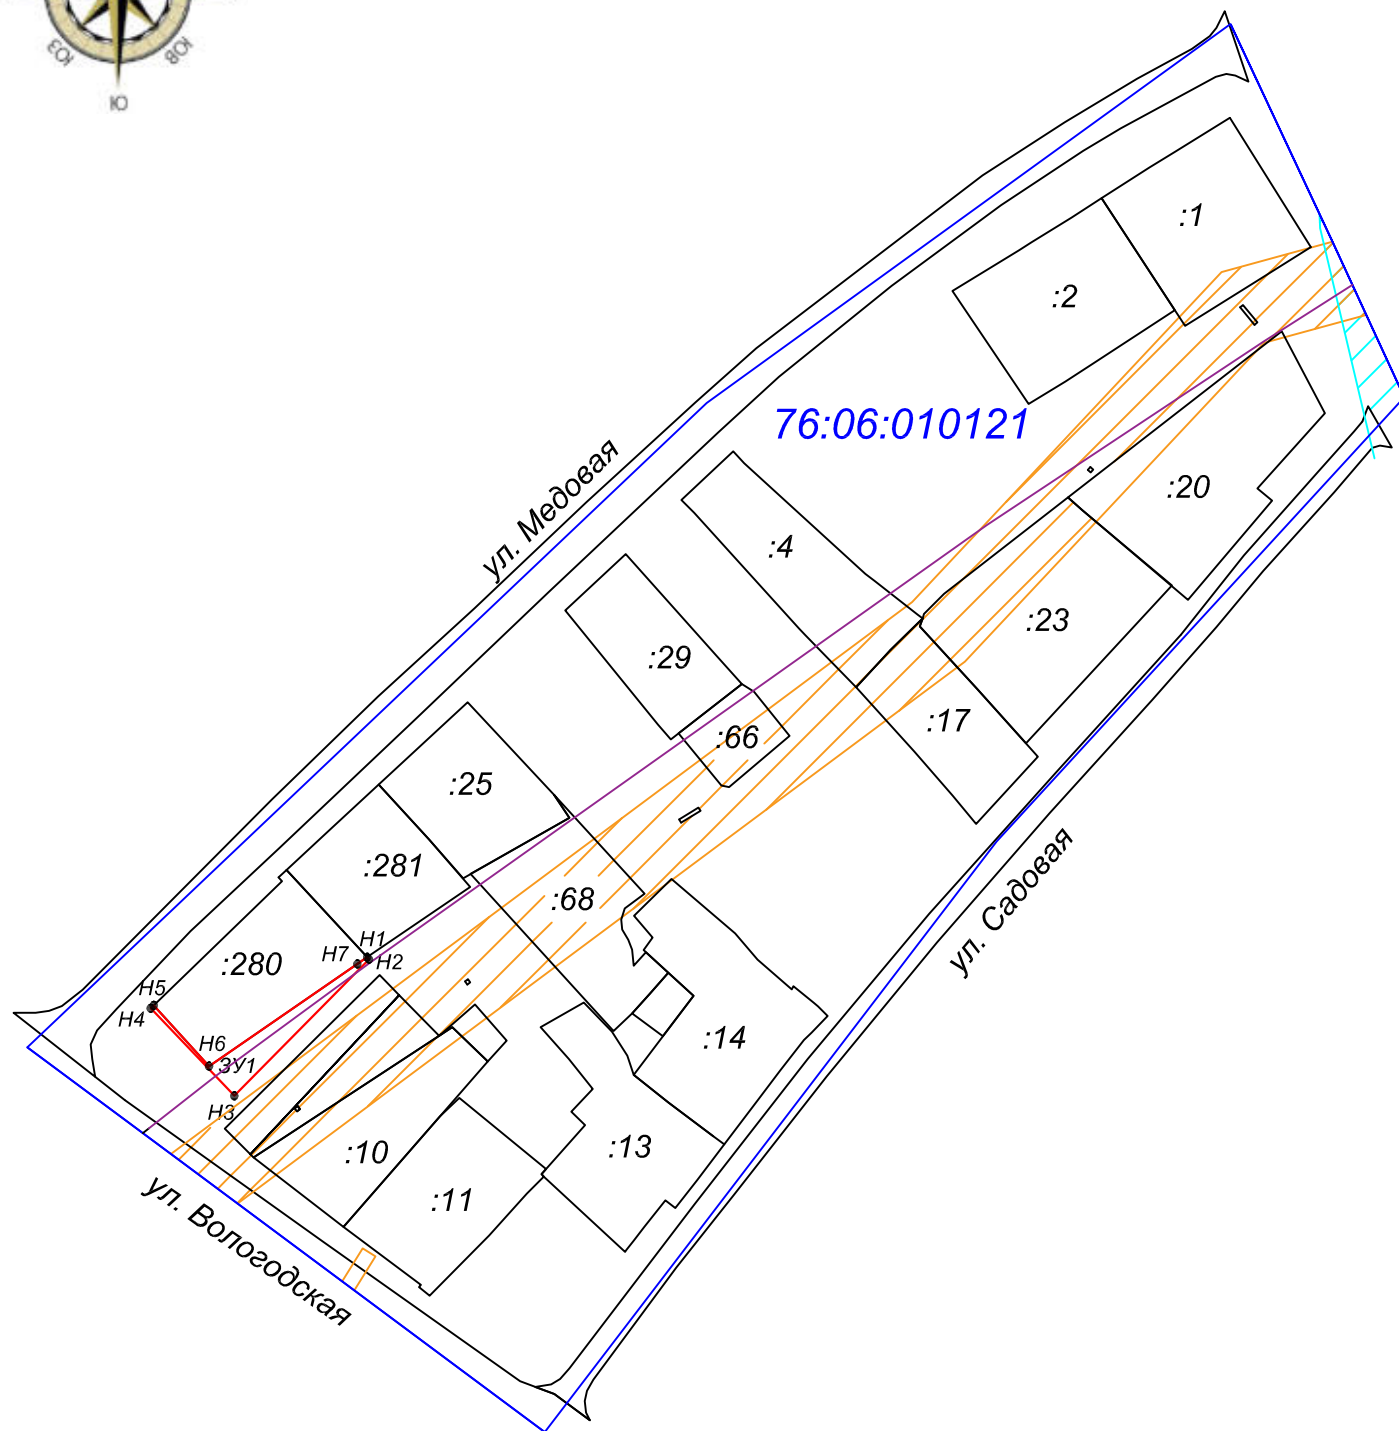 ЮЗ
ЮВ
Ю
:1
:2
76:06:010121
ул. Медовая
:20
:4
:23
:29
:17
:66
:25
:281
:68
ул. Садовая
Н1
Н7
Н2
:280
Н5
Н4
Н6
ЗУ1
Н3
:14
:10
:13
:11
ул. Вологодская